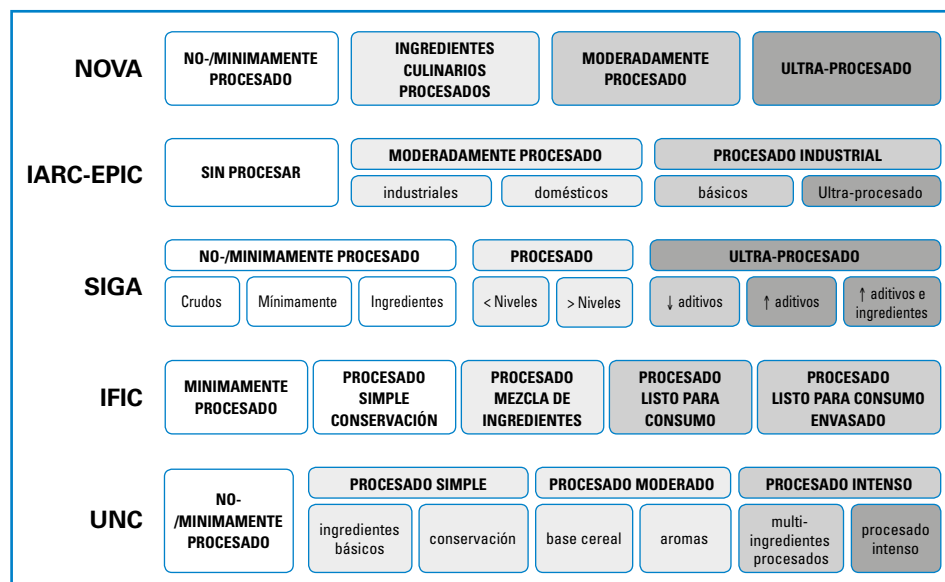 NOVA
NO-/MINIMAMENTE
PROCESADO
INGREDIENTES
CULINARIOS
PROCESADOS
MODERADAMENTE
PROCESADO
ULTRA-PROCESADO
IARC-EPIC
SIN PROCESAR
MODERADAMENTE PROCESADO
industriales
domésticos
PROCESADO INDUSTRIAL
básicos
Ultra-procesado
SIGA
NO-/MINIMAMENTE PROCESADO
Crudos
Mínimamente
Ingredientes
PROCESADO
< Niveles
> Niveles
ULTRA-PROCESADO
↓ aditivos
↑ aditivos
↑ aditivos e
ingredientes
IFIC
MINIMAMENTE
PROCESADO
PROCESADO
SIMPLE
CONSERVACIÓN
PROCESADO
MEZCLA DE
INGREDIENTES
PROCESADO
LISTO PARA
CONSUMO
PROCESADO
LISTO PARA CONSUMO
ENVASADO
UNC
NO-
/MINIMAMENTE
PROCESADO
PROCESADO SIMPLE
ingredientes
básicos
conservación
PROCESADO MODERADO
base cereal
aromas
PROCESADO INTENSO
multi-
ingredientes
procesados
procesado
intenso